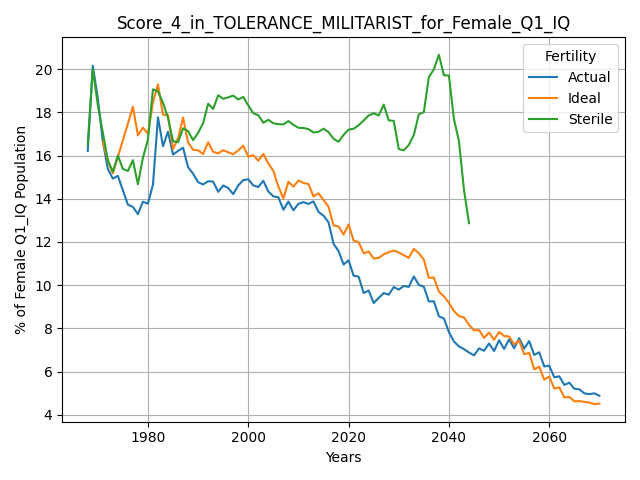 Score_4_in_TOLERANCE_MILITARIST_for_Female_Q1_IQ
% of Female Q1_IQ Population
20
18
16
14
12
10
8
6
4
Fertility
Actual
Ideal
Sterile
1980
2000
2020
2040
2060
Years